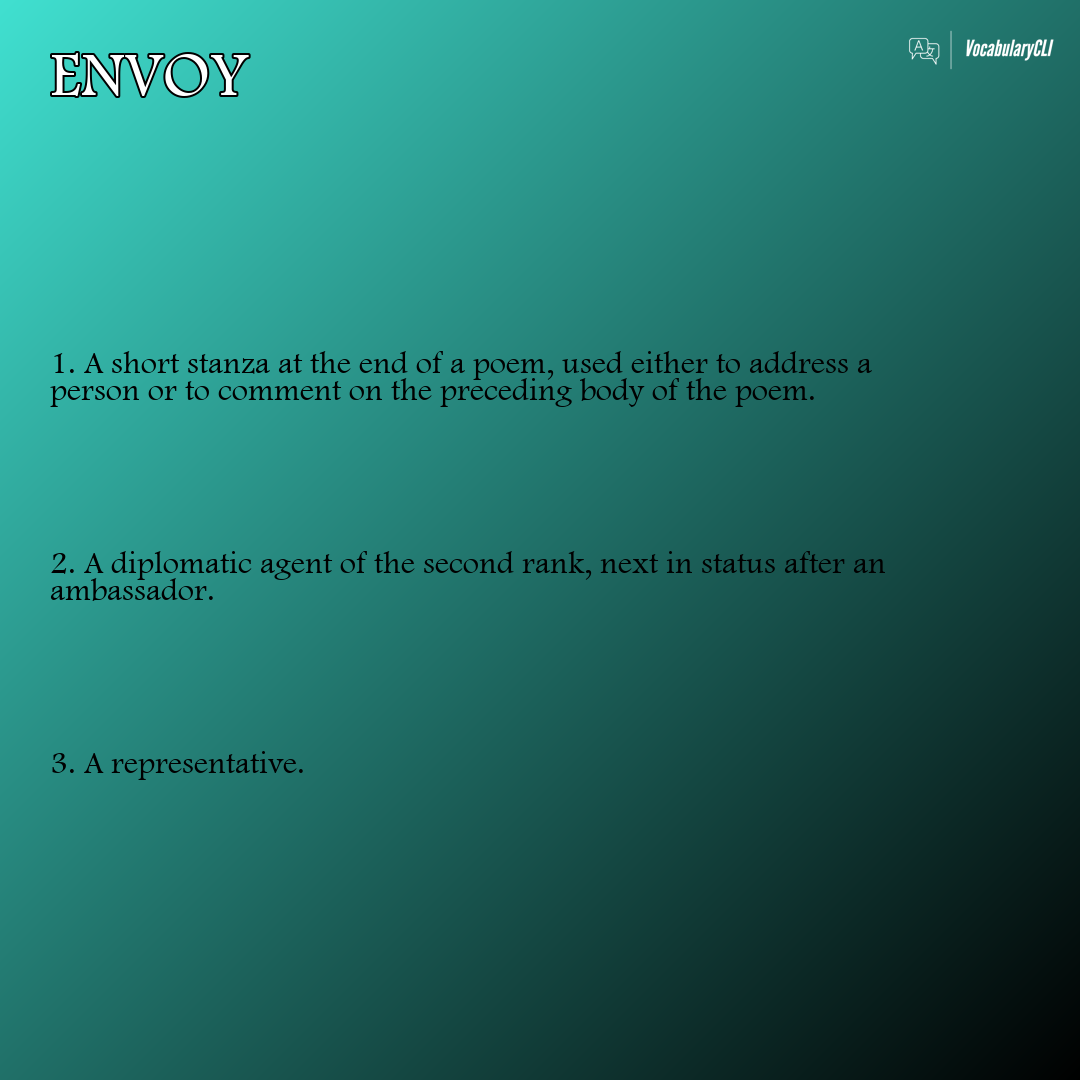 ENVOY
VocabularyCLI
1. A short stanza at the end of a poem, used either to address a
person or to comment on the preceding body of the poem.
2. A diplomatic agent of the second rank, next in status after an
ambassador.
3. A representative.